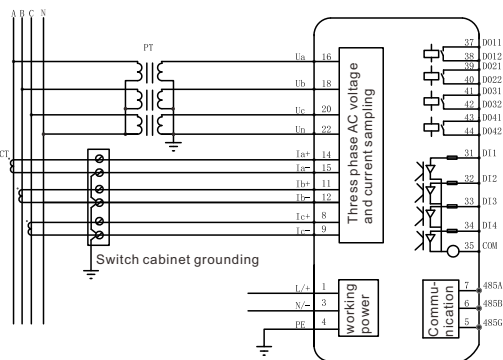 A B C N
PT
CT
Ua 16
Ub 18
Uc 20
Un 22
Ia+ 14
Ia- 15
Ib+ 11
Ib- 12
Ic+ 8
Ic- 9
Switch cabinet grounding
L/+ 1
N/- 3
PE 4
Thress phase AC voltage
and current sampling
working
power
37 DO11
38 DO12
39 DO21
40 DO22
41 DO31
42 DO32
43 DO41
44 DO42
31 DI1
32 DI2
33 DI3
34 DI4
35 COM
Commu-
nication
7 485A
6 485B
5 485G